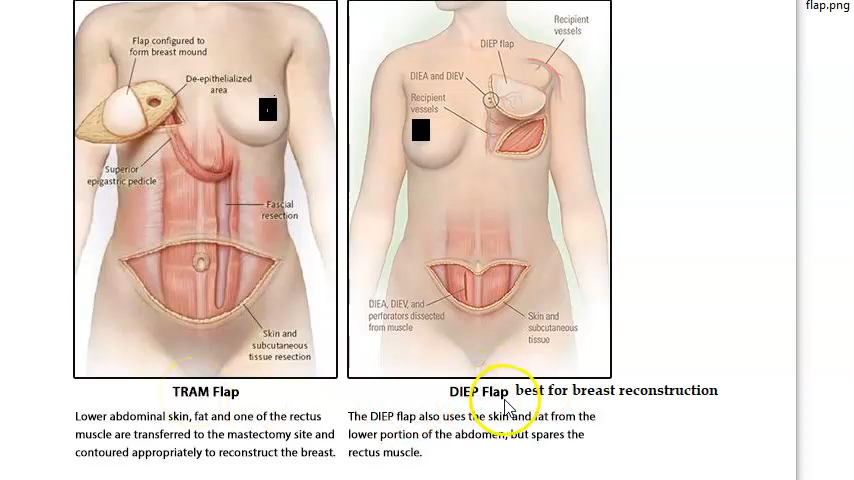 flap.png
Flap configured to
form breast mound
De-epithelialized
area
Superior
epigastric pedicle
Fascial
resection
Skin and
subcutaneous
tissue resection
Recipient
vessels
DIEP flap
DIEA and DIEV
Recipient
vessels
DIEA, DIEV, and
perforators dissected
from muscle
Skin and
subcutaneous
tissue
TRAM Flap
Lower abdominal skin, fat and one of the rectus
muscle are transferred to the mastectomy site and
contoured appropriately to reconstruct the breast.
DIEP Flap best for breast reconstruction
The DIEP flap also uses the skin and fat from the
lower portion of the abdomen, but spares the
rectus muscle.